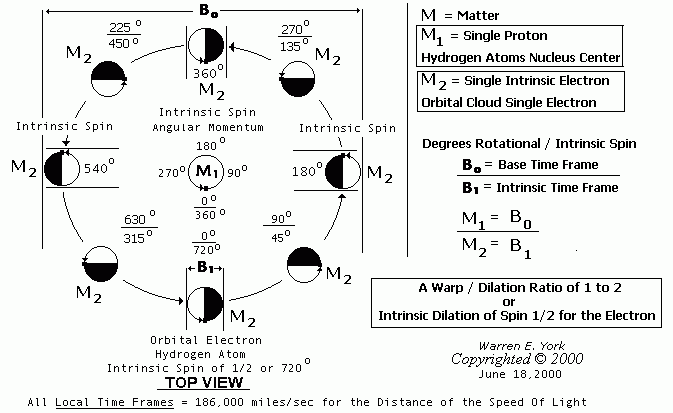 B₀
225°
450°
M₂
270°
135°
360°
M₂
M₂
Intrinsic Spin
Angular Momentum
Intrinsic Spin
Intrinsic Spin
M₂
540°
180°
270°
M₁
90°
0°
360°
180°
M₂
630°
315°
0°
720°
90°
45°
M₂
B₁
M₂
M₂
Orbital Electron
Hydrogen Atom
Intrinsic Spin of 1/2 or 720°
TOP VIEW
M = Matter
M₁ = Single Proton
Hydrogen Atoms Nucleus Center
M₂ = Single Intrinsic Electron
Orbital Cloud Single Electron
Degrees Rotational / Intrinsic Spin
B₀ = Base Time Frame
B₁ = Intrinsic Time Frame
M₁ = B₀
M₂ = B₁
A Warp / Dilation Ratio of 1 to 2
or
Intrinsic Dilation of Spin 1/2 for the Electron
Warren E. York
Copyrighted © 2000
June 18,2000
All Local Time Frames = 186,000 miles/sec for the Distance of the Speed Of Light